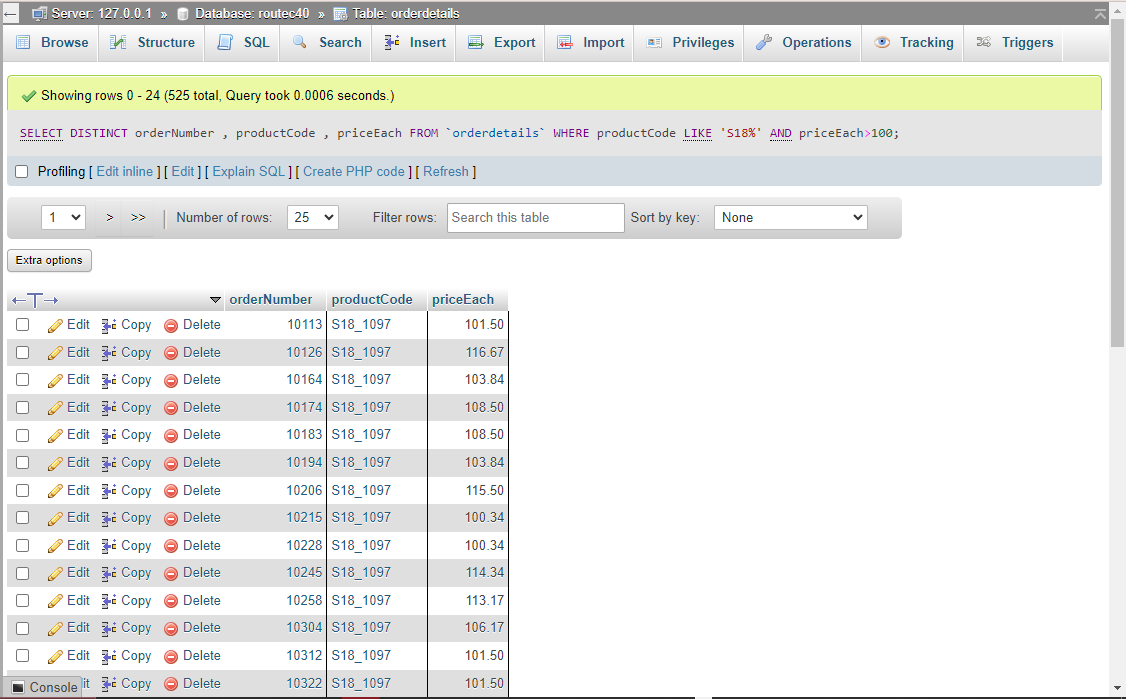 Server: 127.0.0.1 » Database: routec40 » Table: orderdetails
Browse Structure SQL Search Insert Export Import Privileges Operations Tracking Triggers
Showing rows 0 - 24 (525 total, Query took 0.0006 seconds.)
SELECT DISTINCT orderNumber , productCode , priceEach FROM `orderdetails` WHERE productCode LIKE 'S18%' AND priceEach>100;
Profiling [ Edit inline ] [ Edit ] [ Explain SQL ] [ Create PHP code ] [ Refresh ]
1 > >> | Number of rows: 25 Filter rows: Search this table Sort by key: None
Extra options
←T→ orderNumber productCode priceEach
Edit Copy Delete 10113 S18_1097 101.50
Edit Copy Delete 10126 S18_1097 116.67
Edit Copy Delete 10164 S18_1097 103.84
Edit Copy Delete 10174 S18_1097 108.50
Edit Copy Delete 10183 S18_1097 108.50
Edit Copy Delete 10194 S18_1097 103.84
Edit Copy Delete 10206 S18_1097 115.50
Edit Copy Delete 10215 S18_1097 100.34
Edit Copy Delete 10228 S18_1097 100.34
Edit Copy Delete 10245 S18_1097 114.34
Edit Copy Delete 10258 S18_1097 113.17
Edit Copy Delete 10304 S18_1097 106.17
Edit Copy Delete 10312 S18_1097 101.50
Console it Copy Delete 10322 S18_1097 101.50